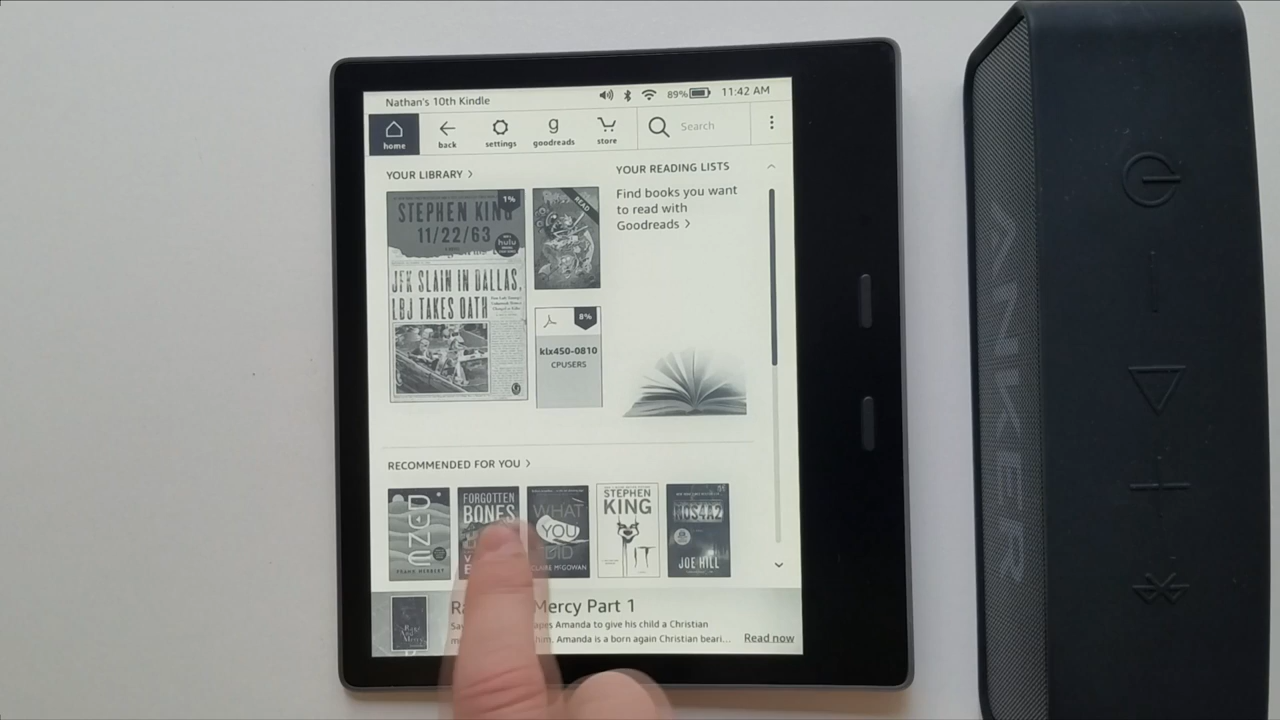 Nathan's 10th Kindle
89%
11:42 AM
home
back
settings
g
goodreads
store
Search
YOUR LIBRARY >
1%
STEPHEN KING
11/22/63
hulu
JFK SLAIN IN DALLAS,
LBJ TAKES OATH
READ
8%
klx450-0810
CPUSERS
YOUR READING LISTS
Find books you want
to read with
Goodreads >
RECOMMENDED FOR YOU >
DUNE
FRANK HERBERT
FORGOTTEN
BONES
WHAT
YOU
DID
CLAIRE McGOWAN
STEPHEN
KING
IT
NOS4A2
JOE HILL
Mercy Part 1
Amanda to give his child a Christian
him. Amanda is a born again Christian beari...
Read now
ANKER